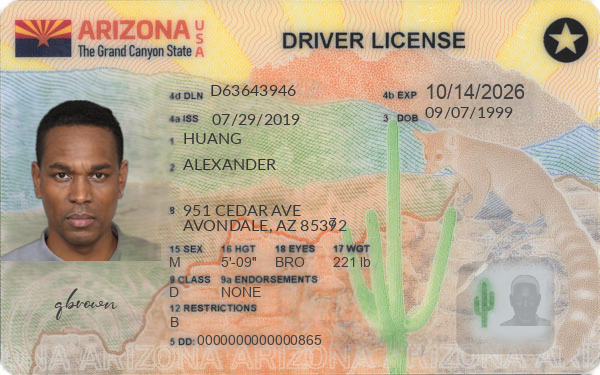 ARIZONA USA
The Grand Canyon State
DRIVER LICENSE
4d DLN D63643946
4b EXP 10/14/2026
4a ISS 07/29/2019
3 DOB 09/07/1999
1 HUANG
2 ALEXANDER
8 951 CEDAR AVE
AVONDALE, AZ
15 SEX 16 HGT 18 EYES 17 WGT
M 5'-09" BRO 221 lb
9 CLASS 9a ENDORSEMENTS
D NONE
12 RESTRICTIONS
B
5 DD: 0000000000000865
qbrown
ARIZONA ARIZONA ARIZONA ARIZONA